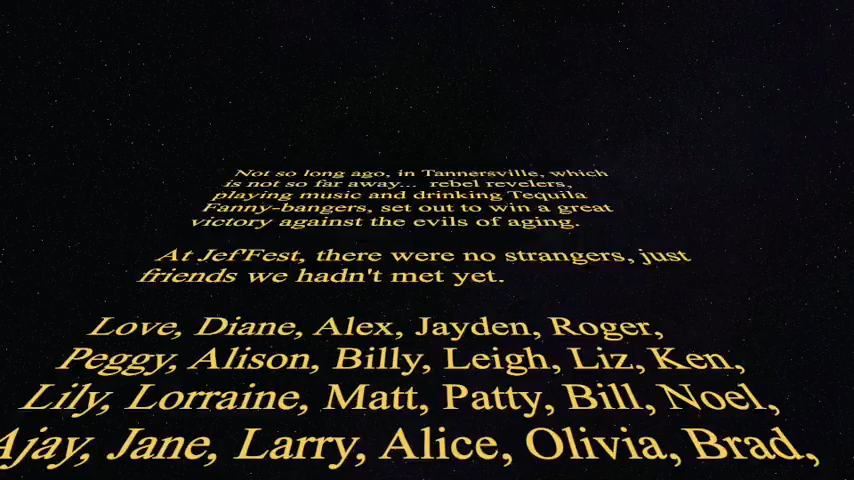 Not so long ago, in Tannersville, which
is not so far away... rebel revelers,
playing music and drinking Tequila
Fanny-bangers, set out to win a great
victory against the evils of aging.
At Jef'Fest, there were no strangers, just
friends we hadn't met yet.
Love, Diane, Alex, Jayden, Roger,
Peggy, Alison, Billy, Leigh, Liz, Ken,
Lily, Lorraine, Matt, Patty, Bill, Noel,
Ajay, Jane, Larry, Alice, Olivia, Brad,